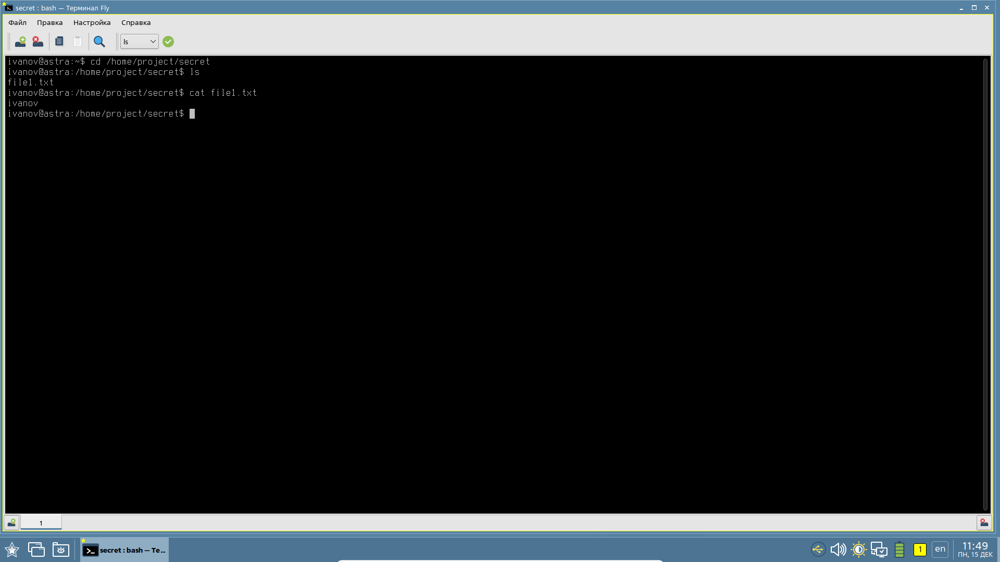 secret : bash — Терминал Fly
Файл Правка Настройка Справка
ls
ivanov@astra:~$ cd /home/project/secret
ivanov@astra:/home/project/secret$ ls
file1.txt
ivanov@astra:/home/project/secret$ cat file1.txt
ivanov
ivanov@astra:/home/project/secret$
1
secret : bash — Те...
1
en
11:49
ПН, 15 ДЕК